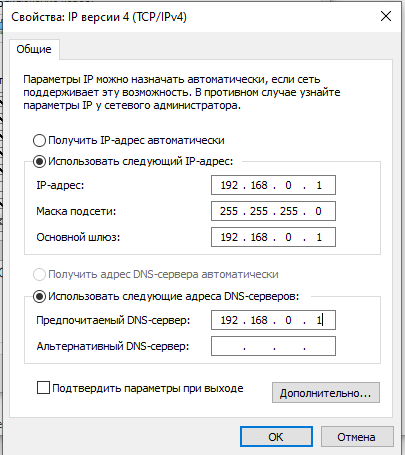 Свойства: IP версии 4 (TCP/IPv4)
Общие
Параметры IP можно назначать автоматически, если сеть
поддерживает эту возможность. В противном случае узнайте
параметры IP у сетевого администратора.
Получить IP-адрес автоматически
Использовать следующий IP-адрес:
IP-адрес: 192 . 168 . 0 . 1
Маска подсети: 255 . 255 . 255 . 0
Основной шлюз: 192 . 168 . 0 . 1
Получить адрес DNS-сервера автоматически
Использовать следующие адреса DNS-серверов:
Предпочитаемый DNS-сервер: 192 . 168 . 0 . 1
Альтернативный DNS-сервер: . . .
Подтвердить параметры при выходе
Дополнительно...
ОК Отмена